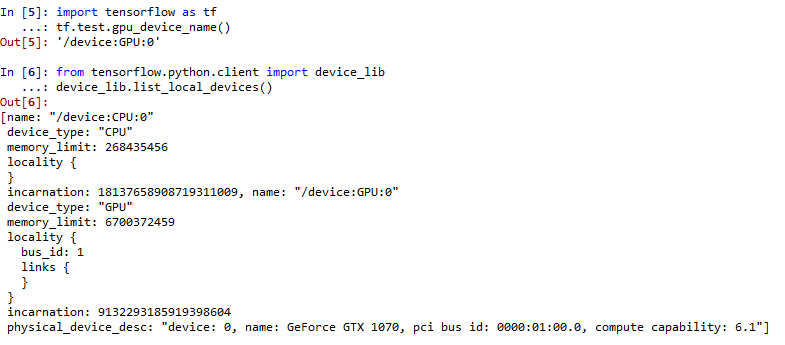 In [5]: import tensorflow as tf
   ...: tf.test.gpu_device_name()
Out[5]: '/device:GPU:0'

In [6]: from tensorflow.python.client import device_lib
   ...: device_lib.list_local_devices()
Out[6]:
[name: "/device:CPU:0"
 device_type: "CPU"
 memory_limit: 268435456
 locality {
 }
 incarnation: 18137658908719311009, name: "/device:GPU:0"
 device_type: "GPU"
 memory_limit: 6700372459
 locality {
   bus_id: 1
   links {
   }
 }
 incarnation: 9132293185919398604
 physical_device_desc: "device: 0, name: GeForce GTX 1070, pci bus id: 0000:01:00.0, compute capability: 6.1"]